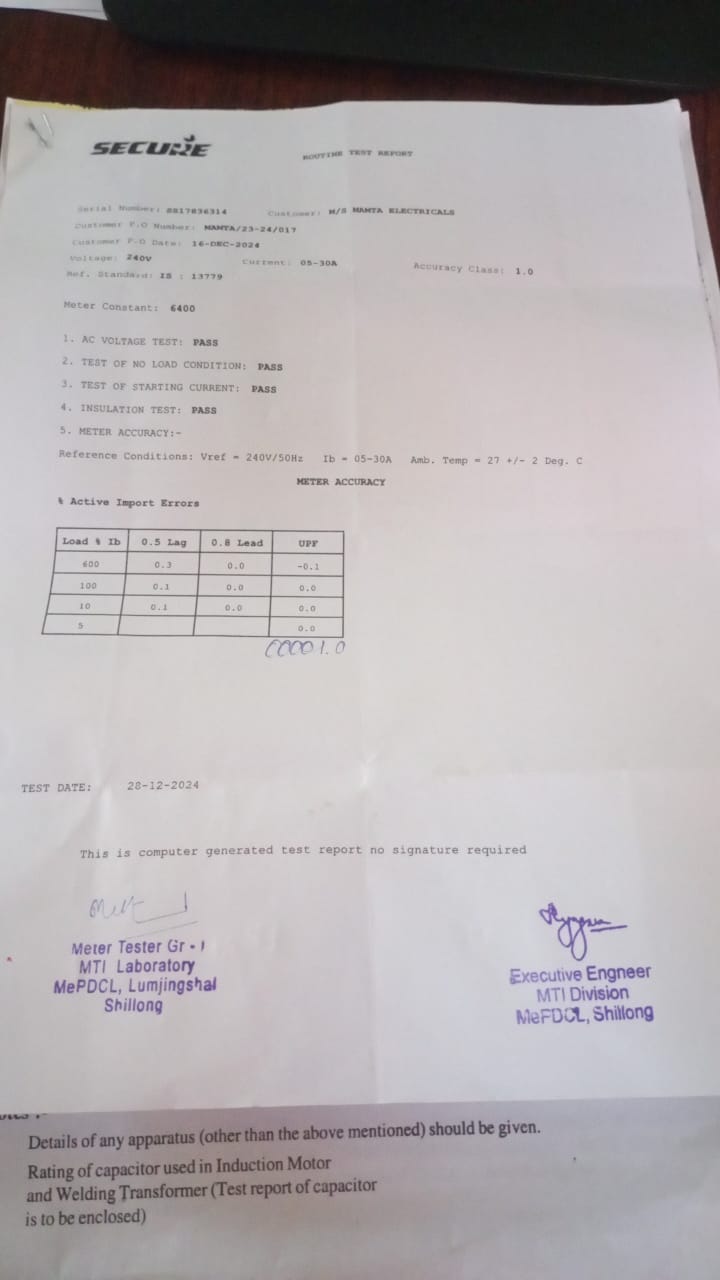 SECURE
ROUTINE TEST REPORT
Serial Number: SS17836314 Customer: M/S MAMTA ELECTRICALS
Customer P.O Number: MAMTA/23-24/017
Customer P.O Date: 16-DEC-2024
Voltage: 240V Current: 05-30A Accuracy Class: 1.0
Ref. Standard: IS : 13779
Meter Constant: 6400
1. AC VOLTAGE TEST: PASS
2. TEST OF NO LOAD CONDITION: PASS
3. TEST OF STARTING CURRENT: PASS
4. INSULATION TEST: PASS
5. METER ACCURACY:-
Reference Conditions: Vref = 240V/50Hz Ib = 05-30A Amb. Temp = 27 +/- 2 Deg. C
METER ACCURACY
% Active Import Errors
Load % Ib 0.5 Lag 0.8 Lead UPF
600 0.3 0.0 -0.1
100 0.1 0.0 0.0
10 0.1 0.0 0.0
5 0.0
00001.0
TEST DATE: 28-12-2024
This is computer generated test report no signature required
Meter Tester Gr - I
MTI Laboratory
MePDCL, Lumjingshai
Shillong
Executive Engneer
MTI Division
MePDCL, Shillong
Details of any apparatus (other than the above mentioned) should be given.
Rating of capacitor used in Induction Motor
and Welding Transformer (Test report of capacitor
is to be enclosed)